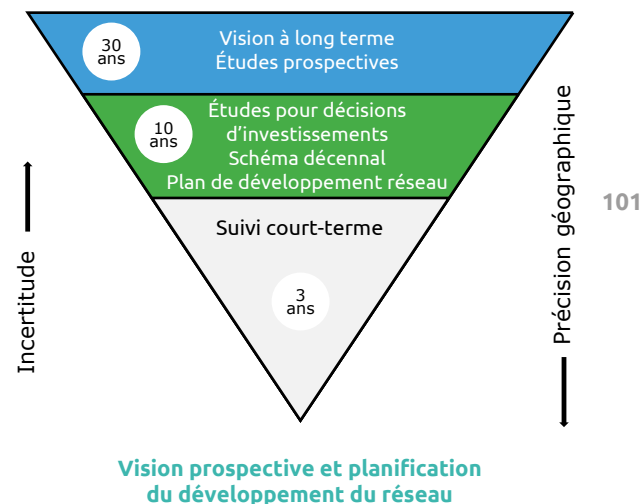 30
ans
Vision à long terme
Études prospectives
10
ans
Études pour décisions
d’investissements
Schéma décennal
Plan de développement réseau
Suivi court-terme
3
ans
Incertitude
Précision géographique
101
Vision prospective et planification
du développement du réseau